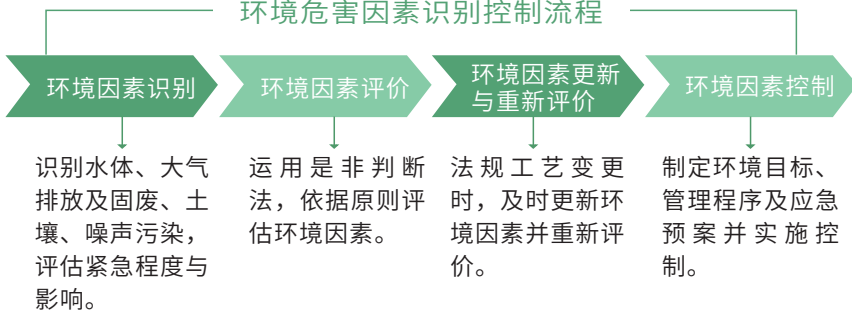 环境危害因素识别控制流程
环境因素识别
环境因素评价
环境因素更新
与重新评价
环境因素控制
识别水体、大气
排放及固废、土
壤、噪声污染，
评估紧急程度与
影响。
运用是非判断
法，依据原则评
估环境因素。
法规工艺变更
时，及时更新环
境因素并重新评
价。
制定环境目标、
管理程序及应急
预案并实施控
制。